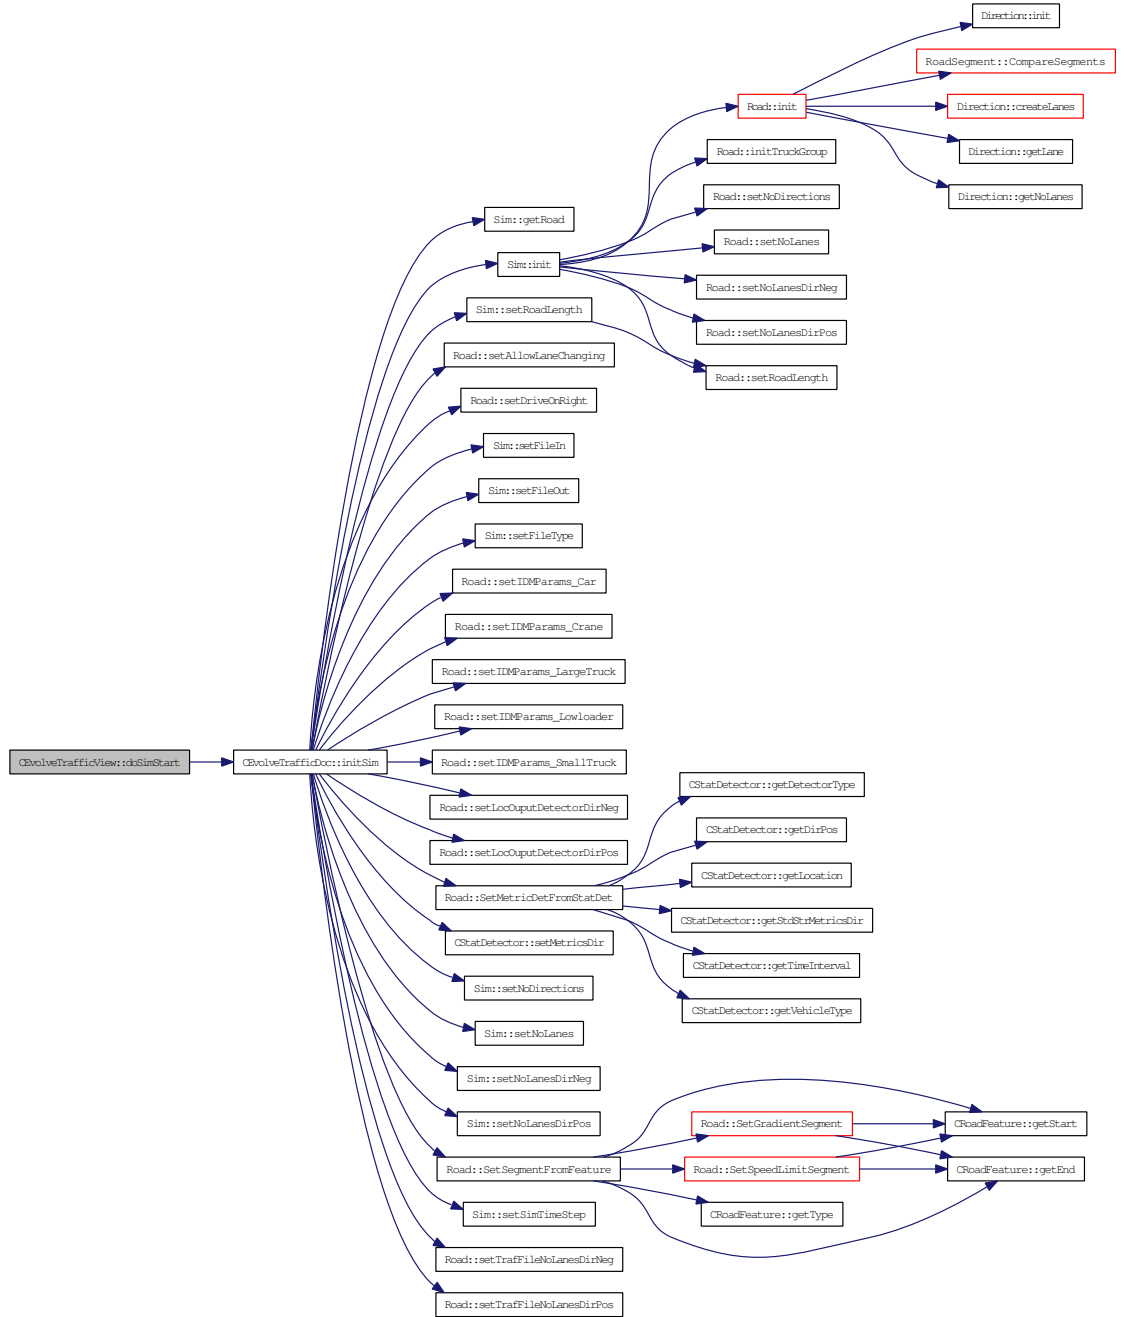 Direction::init
RoadSegment::CompareSegments
Road::init
Direction::createLanes
Road::initTruckGroup
Direction::getLane
Road::setNoDirections
Direction::getNoLanes
Sim::getRoad
Road::setNoLanes
Sim::init
Road::setNoLanesDirNeg
Sim::setRoadLength
Road::setNoLanesDirPos
Road::setAllowLaneChanging
Road::setRoadLength
Road::setDriveOnRight
Sim::setFileIn
Sim::setFileOut
Sim::setFileType
Road::setIDMParams_Car
Road::setIDMParams_Crane
Road::setIDMParams_LargeTruck
Road::setIDMParams_Lowloader
CEvolveTrafficView::doSimStart
CEvolveTrafficDoc::initSim
Road::setIDMParams_SmallTruck
CStatDetector::getDetectorType
Road::setLocOuputDetectorDirNeg
CStatDetector::getDirPos
Road::setLocOuputDetectorDirPos
CStatDetector::getLocation
Road::SetMetricDetFromStatDet
CStatDetector::getStdStrMetricsDir
CStatDetector::setMetricsDir
CStatDetector::getTimeInterval
Sim::setNoDirections
CStatDetector::getVehicleType
Sim::setNoLanes
Sim::setNoLanesDirNeg
Sim::setNoLanesDirPos
Road::SetGradientSegment
CRoadFeature::getStart
Road::SetSegmentFromFeature
Road::SetSpeedLimitSegment
CRoadFeature::getEnd
Sim::setSimTimeStep
CRoadFeature::getType
Road::setTrafFileNoLanesDirNeg
Road::setTrafFileNoLanesDirPos